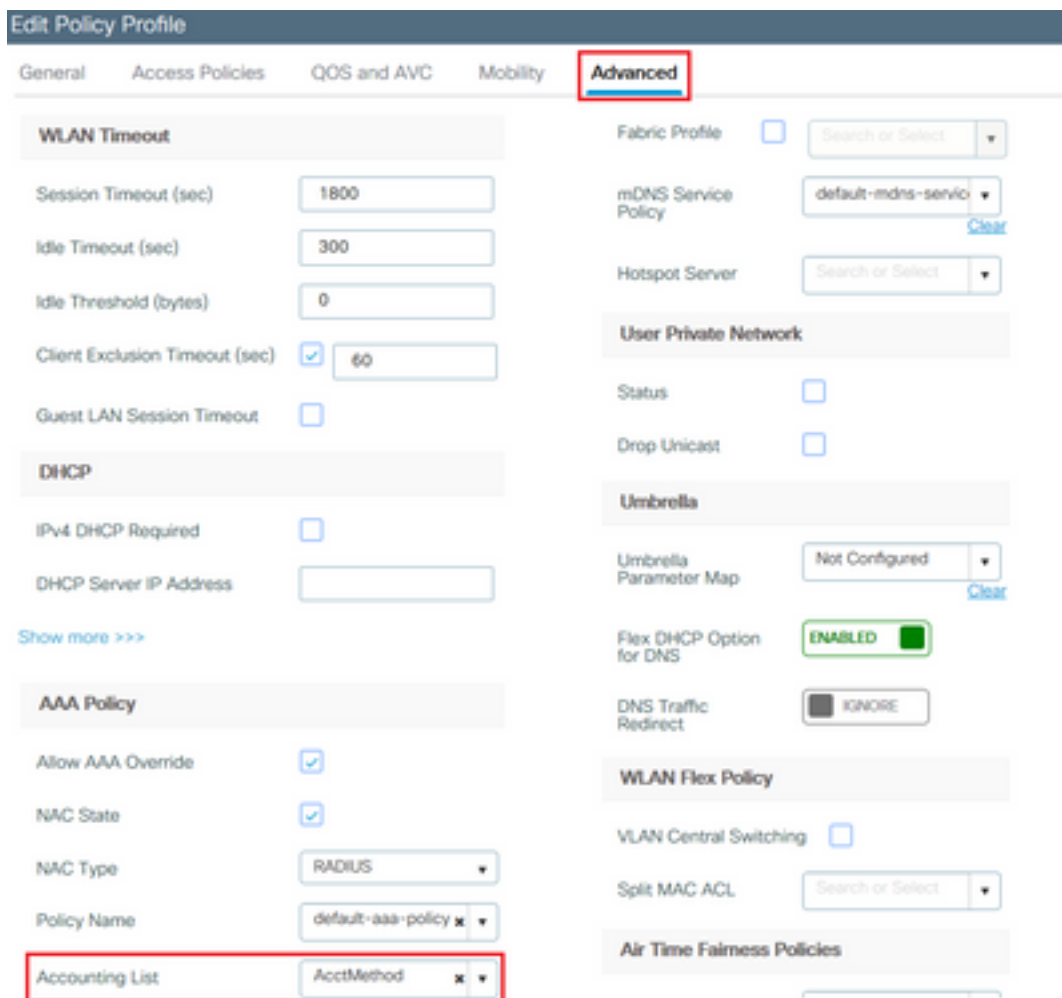 Edit Policy Profile
General Access Policies QOS and AVC Mobility Advanced
WLAN Timeout
Session Timeout (sec) 1800
Idle Timeout (sec) 300
Idle Threshold (bytes) 0
Client Exclusion Timeout (sec) 60
Guest LAN Session Timeout
DHCP
IPv4 DHCP Required
DHCP Server IP Address
Show more >>>
AAA Policy
Allow AAA Override
NAC State
NAC Type RADIUS
Policy Name default-aaa-policy
Accounting List AcctMethod
Fabric Profile Search or Select
mDNS Service
Policy
default-mdns-servic
Clear
Hotspot Server Search or Select
User Private Network
Status
Drop Unicast
Umbrella
Umbrella
Parameter Map
Not Configured
Clear
Flex DHCP Option
for DNS
ENABLED
DNS Traffic
Redirect
IGNORE
WLAN Flex Policy
VLAN Central Switching
Split MAC ACL Search or Select
Air Time Fairness Policies